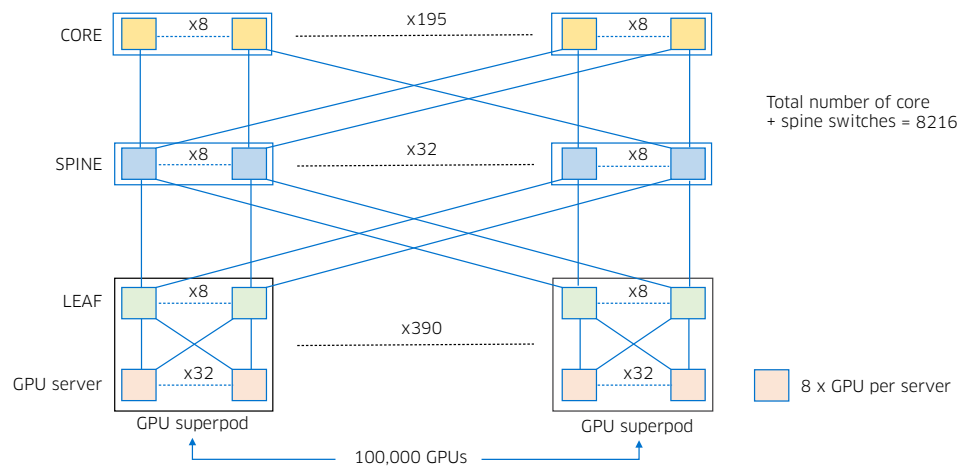 CORE
x8
x195
x8
Total number of core
+ spine switches = 8216
SPINE
x8
x32
x8
LEAF
x8
x8
x390
GPU server
x32
x32
8 x GPU per server
GPU superpod
GPU superpod
100,000 GPUs